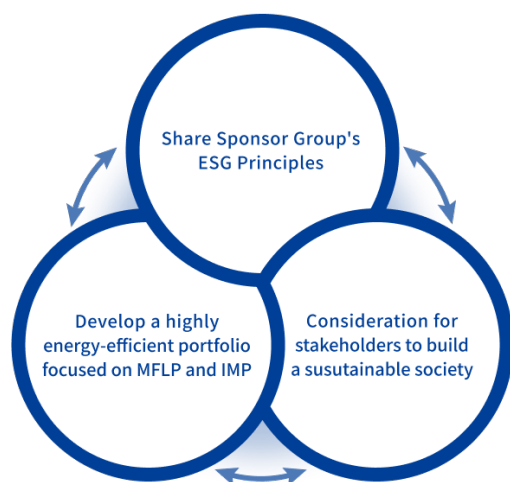 Share Sponsor Group's
ESG Principles
Develop a highly
energy-efficient portfolio
focused on MFLP and IMP
Consideration for
stakeholders to build
a susutainable society